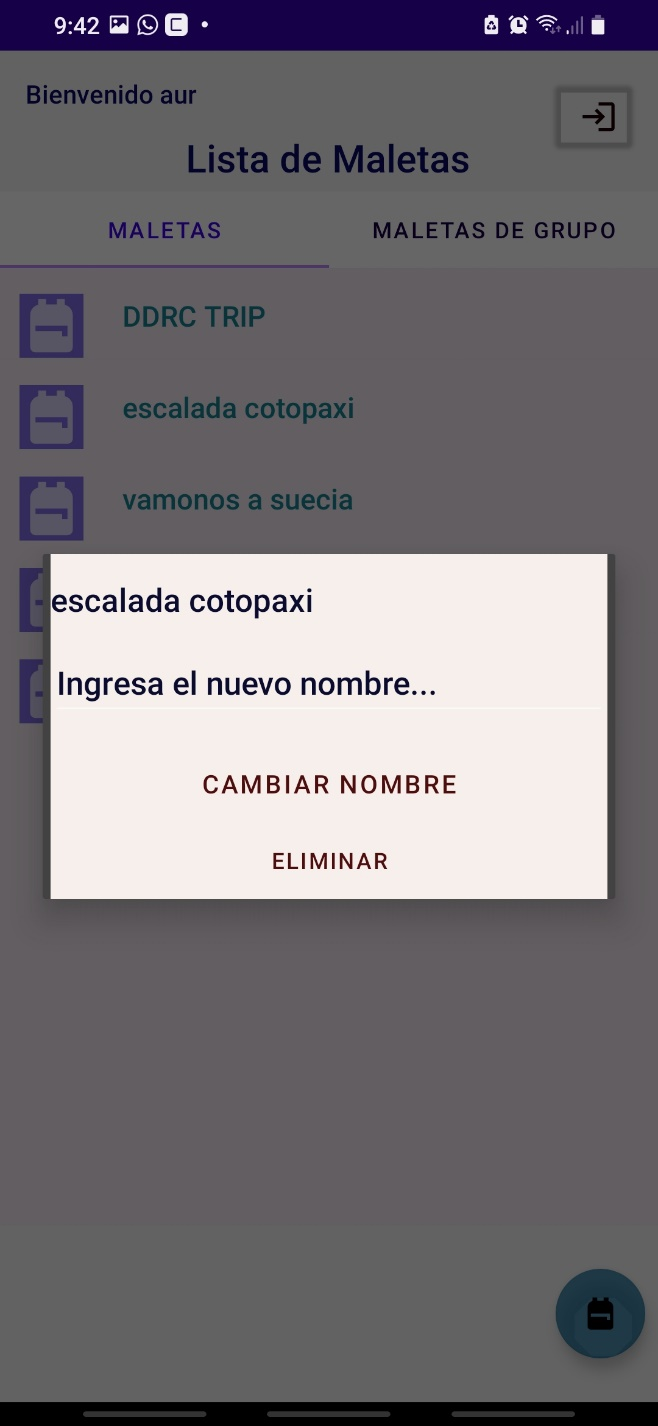 9:42
Bienvenido aur
Lista de Maletas
MALETAS
MALETAS DE GRUPO
DDRC TRIP
escalada cotopaxi
vamonos a suecia
escalada cotopaxi
Ingresa el nuevo nombre...
CAMBIAR NOMBRE
ELIMINAR